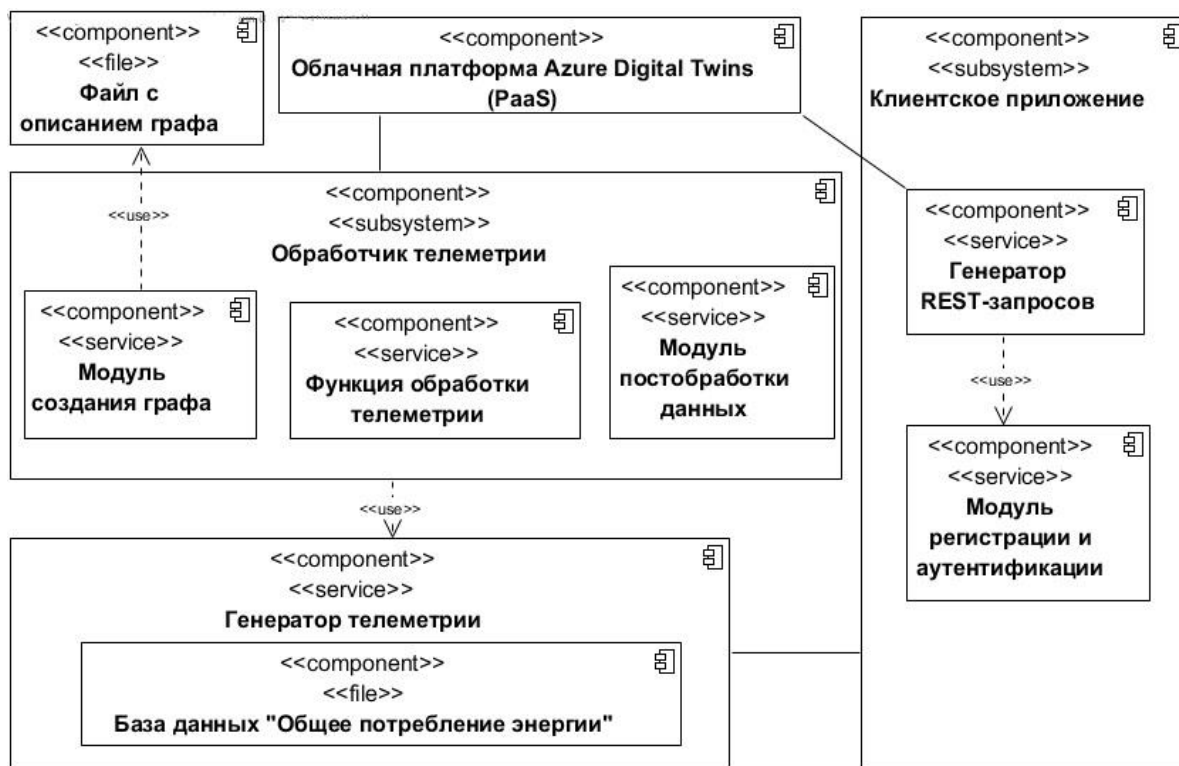 <<component>>
<<file>>
Файл с
описанием графа
<<component>>
Облачная платформа Azure Digital Twins
(PaaS)
<<component>>
<<subsystem>>
Клиентское приложение
<<use>>
<<component>>
<<subsystem>>
Обработчик телеметрии
<<component>>
<<service>>
Модуль
создания графа
<<component>>
<<service>>
Функция обработки
телеметрии
<<component>>
<<service>>
Модуль
постобработки
данных
<<component>>
<<service>>
Генератор
REST-запросов
<<use>>
<<component>>
<<service>>
Модуль
регистрации и
аутентификации
<<use>>
<<component>>
<<service>>
Генератор телеметрии
<<component>>
<<file>>
База данных "Общее потребление энергии"